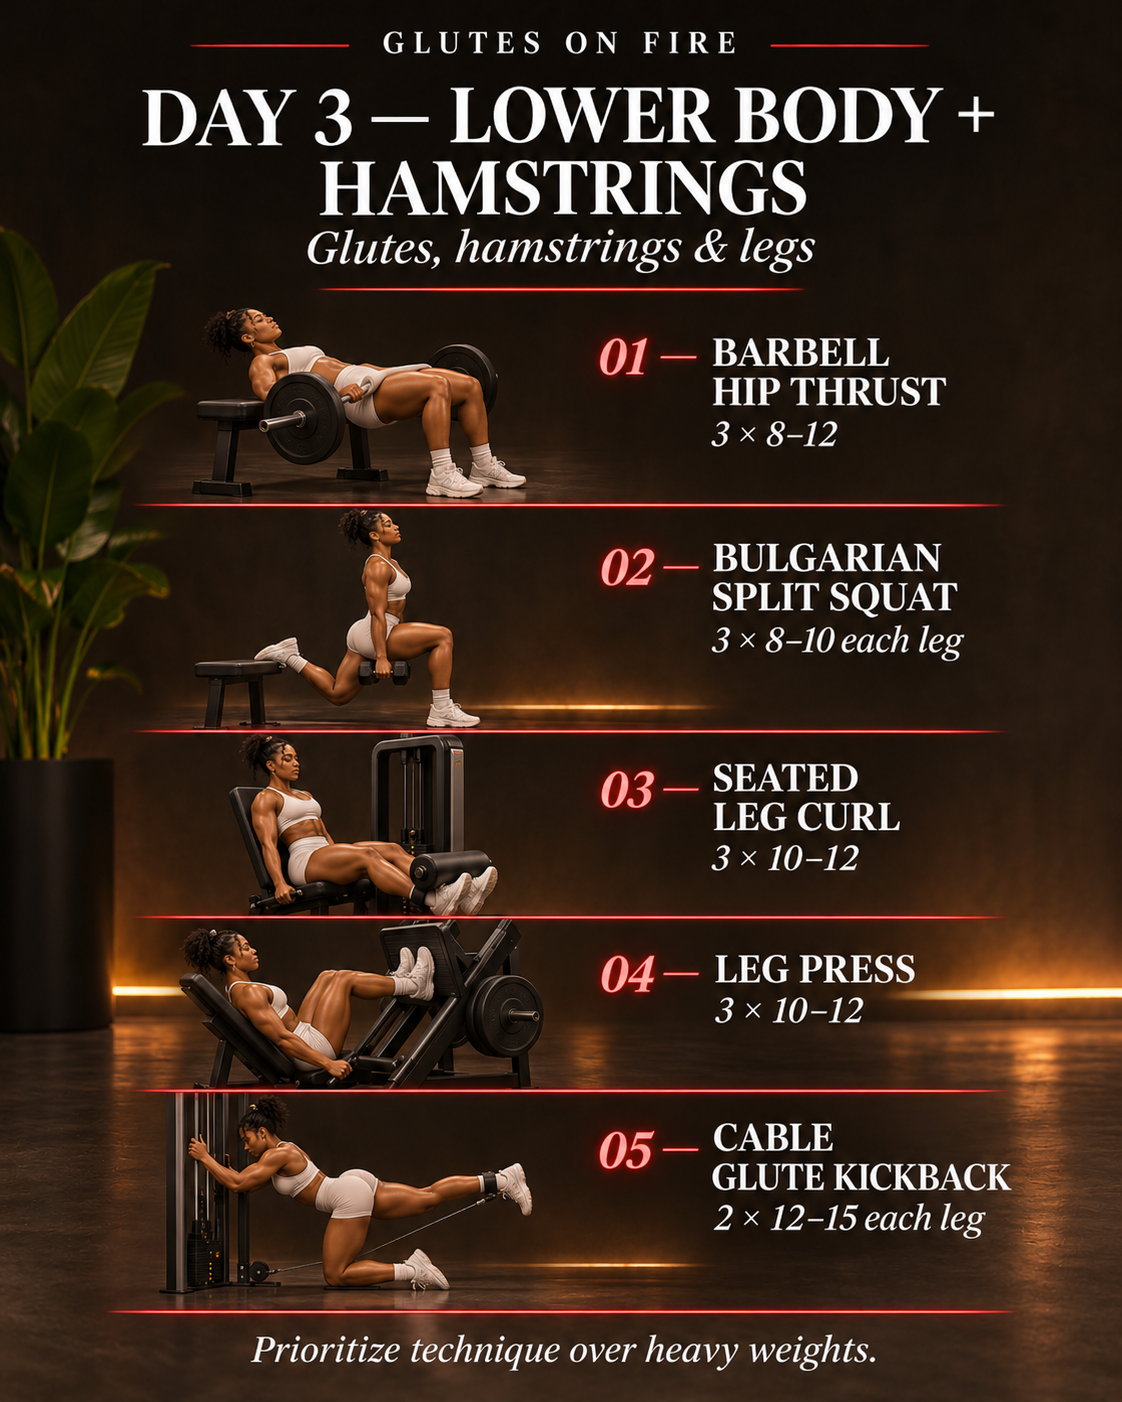 GLUTES ON FIRE
DAY 3 — LOWER BODY +
HAMSTRINGS
Glutes, hamstrings & legs
01 — BARBELL
HIP THRUST
3 × 8–12
02 — BULGARIAN
SPLIT SQUAT
3 × 8–10 each leg
03 — SEATED
LEG CURL
3 × 10–12
04 — LEG PRESS
3 × 10–12
05 — CABLE
GLUTE KICKBACK
2 × 12–15 each leg
Prioritize technique over heavy weights.